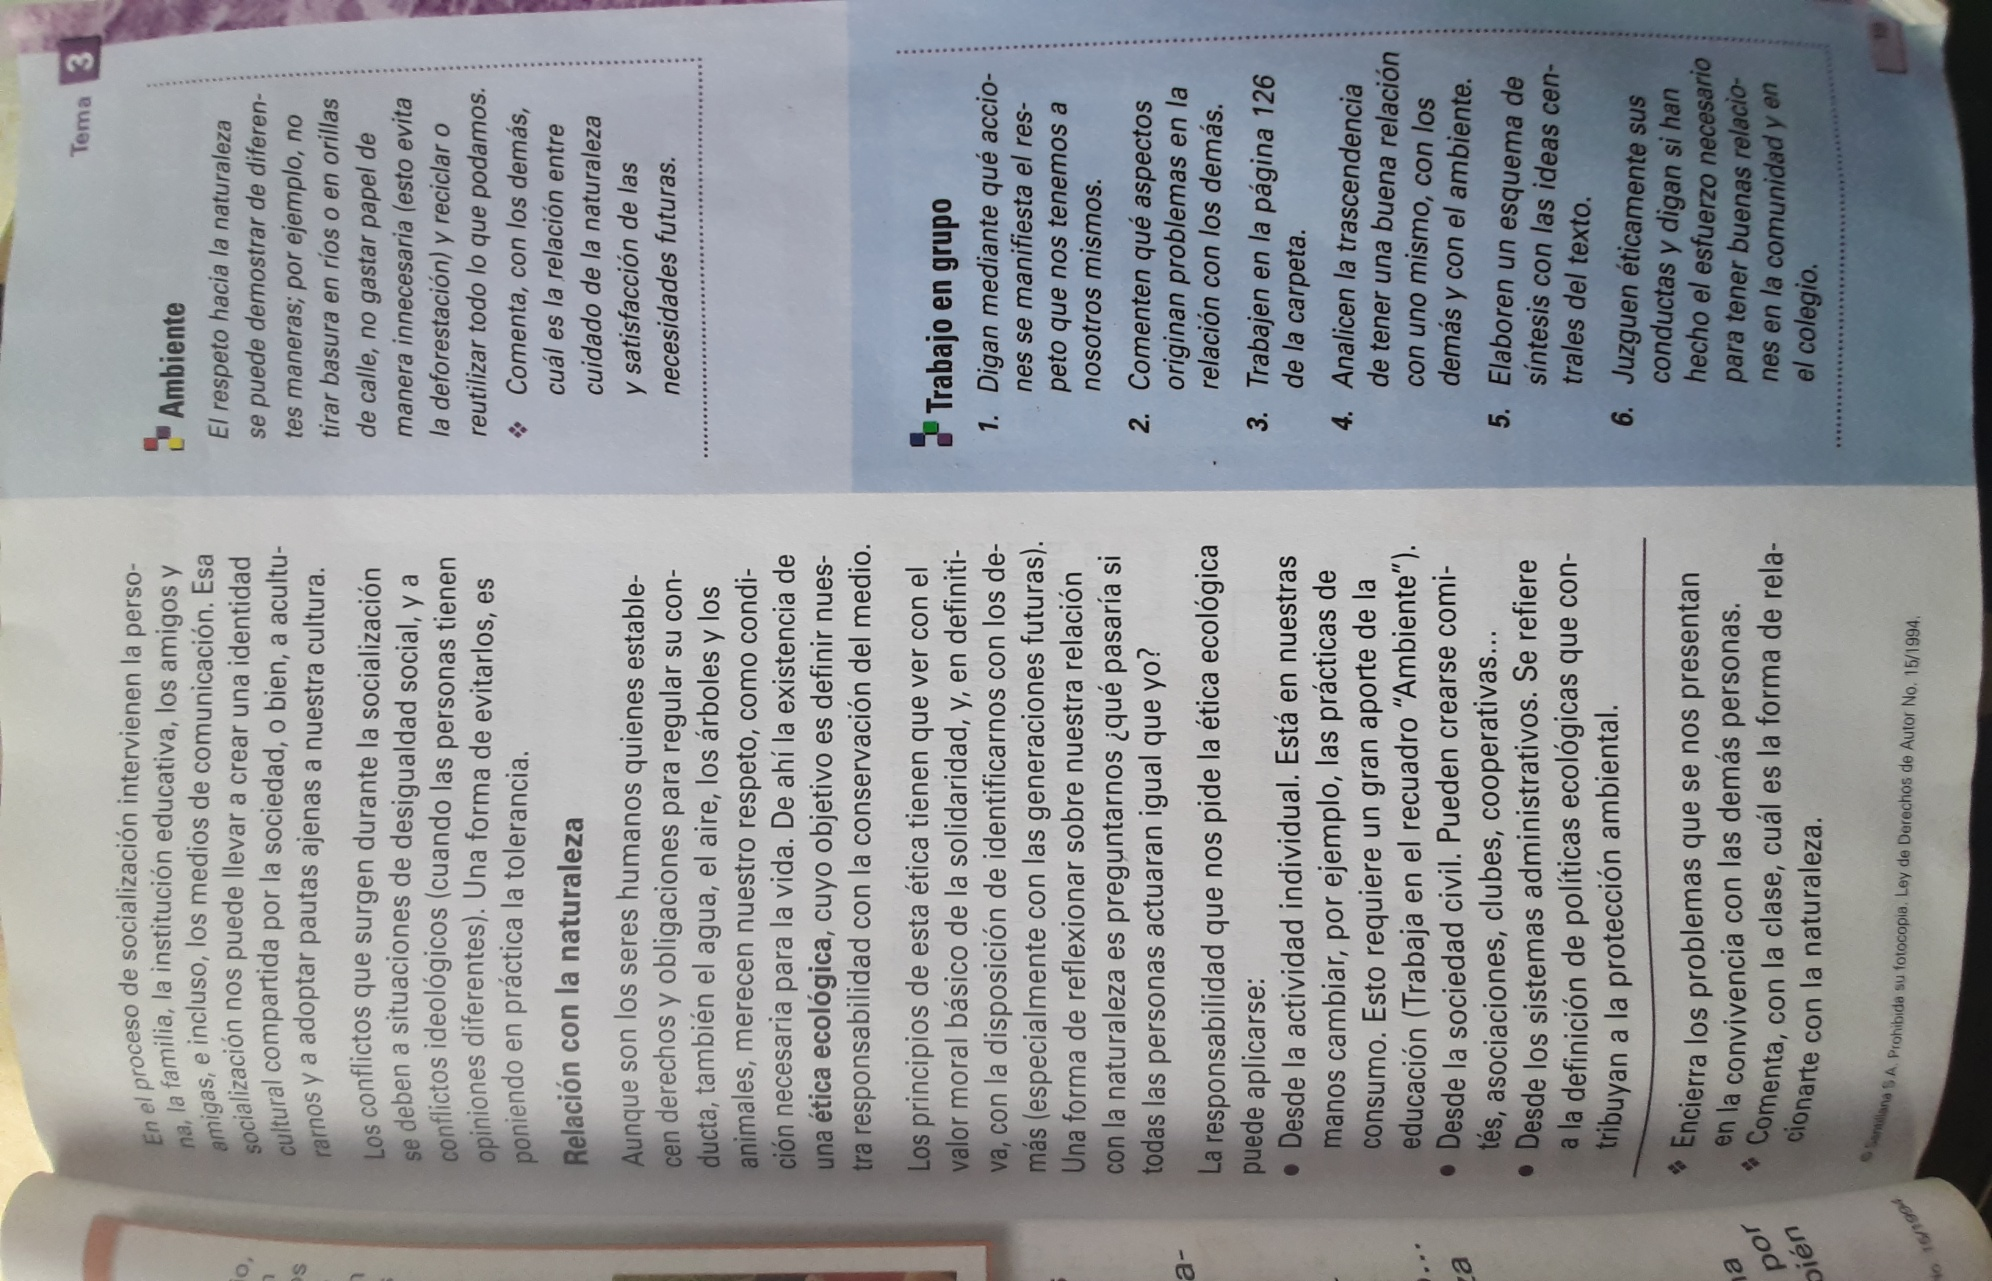 Tema 3
En el proceso de socialización intervienen la perso-
na, la familia, la institución educativa, los amigos y
amigas, e incluso, los medios de comunicación. Esa
socialización nos puede llevar a crear una identidad
cultural compartida por la sociedad, o bien, a acultu-
rarnos y a adoptar pautas ajenas a nuestra cultura.
Los conflictos que surgen durante la socialización
se deben a situaciones de desigualdad social, y a
conflictos ideológicos (cuando las personas tienen
opiniones diferentes). Una forma de evitarlos, es
poniendo en práctica la tolerancia.
Relación con la naturaleza
Aunque son los seres humanos quienes estable-
cen derechos y obligaciones para regular su con-
ducta, también el agua, el aire, los árboles y los
animales, merecen nuestro respeto, como condi-
ción necesaria para la vida. De ahí la existencia de
una ética ecológica, cuyo objetivo es definir nues-
tra responsabilidad con la conservación del medio.
Los principios de esta ética tienen que ver con el
valor moral básico de la solidaridad, y, en definiti-
va, con la disposición de identificarnos con los de-
más (especialmente con las generaciones futuras).
Una forma de reflexionar sobre nuestra relación
con la naturaleza es preguntarnos ¿qué pasaría si
todas las personas actuaran igual que yo?
La responsabilidad que nos pide la ética ecológica
puede aplicarse:
• Desde la actividad individual. Está en nuestras
manos cambiar, por ejemplo, las prácticas de
consumo. Esto requiere un gran aporte de la
educación (Trabaja en el recuadro "Ambiente").
• Desde la sociedad civil. Pueden crearse comi-
tés, asociaciones, clubes, cooperativas...
• Desde los sistemas administrativos. Se refiere
a la definición de políticas ecológicas que con-
tribuyan a la protección ambiental.
❖ Encierra los problemas que se nos presentan
en la convivencia con las demás personas.
❖ Comenta, con la clase, cuál es la forma de rela-
cionarte con la naturaleza.
© Santillana S.A. Prohibida su fotocopia. Ley de Derechos de Autor No. 15/1994.
Ambiente
El respeto hacia la naturaleza
se puede demostrar de diferen-
tes maneras; por ejemplo, no
tirar basura en ríos o en orillas
de calle, no gastar papel de
manera innecesaria (esto evita
la deforestación) y reciclar o
reutilizar todo lo que podamos.
❖ Comenta, con los demás,
cuál es la relación entre
cuidado de la naturaleza
y satisfacción de las
necesidades futuras.
Trabajo en grupo
1. Digan mediante qué accio-
nes se manifiesta el res-
peto que nos tenemos a
nosotros mismos.
2. Comenten qué aspectos
originan problemas en la
relación con los demás.
3. Trabajen en la página 126
de la carpeta.
4. Analicen la trascendencia
de tener una buena relación
con uno mismo, con los
demás y con el ambiente.
5. Elaboren un esquema de
síntesis con las ideas cen-
trales del texto.
6. Juzguen éticamente sus
conductas y digan si han
hecho el esfuerzo necesario
para tener buenas relacio-
nes en la comunidad y en
el colegio.